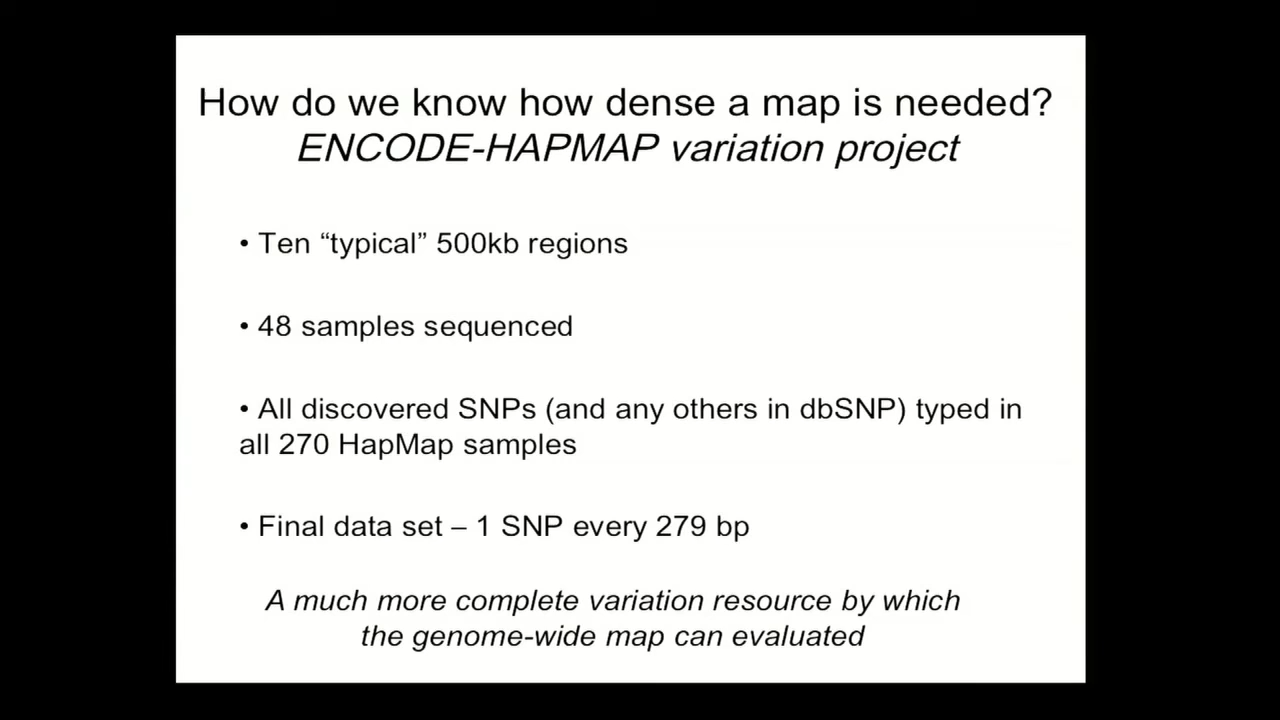 How do we know how dense a map is needed?
ENCODE-HAPMAP variation project
• Ten “typical” 500kb regions
• 48 samples sequenced
• All discovered SNPs (and any others in dbSNP) typed in
all 270 HapMap samples
• Final data set – 1 SNP every 279 bp
A much more complete variation resource by which
the genome-wide map can evaluated